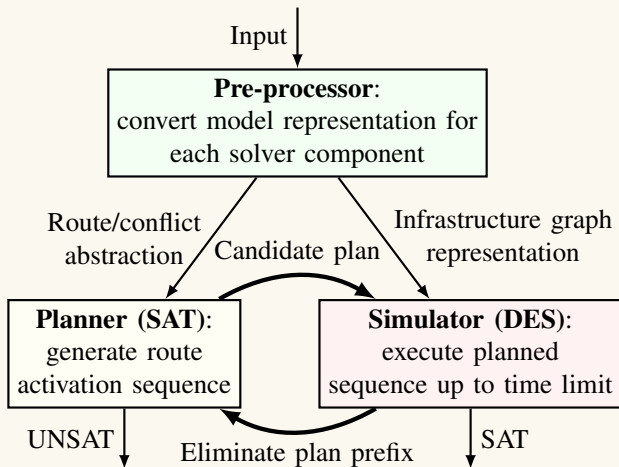 Input
Pre-processor:
convert model representation for
each solver component
Route/conflict
abstraction
Infrastructure graph
representation
Candidate plan
Planner (SAT):
generate route
activation sequence
Simulator (DES):
execute planned
sequence up to time limit
UNSAT
Eliminate plan prefix
SAT